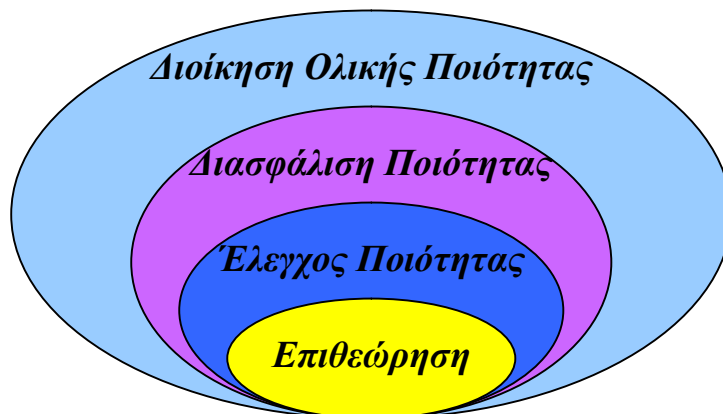 Διοίκηση Ολικής Ποιότητας
Διασφάλιση Ποιότητας
Έλεγχος Ποιότητας
Επιθεώρηση